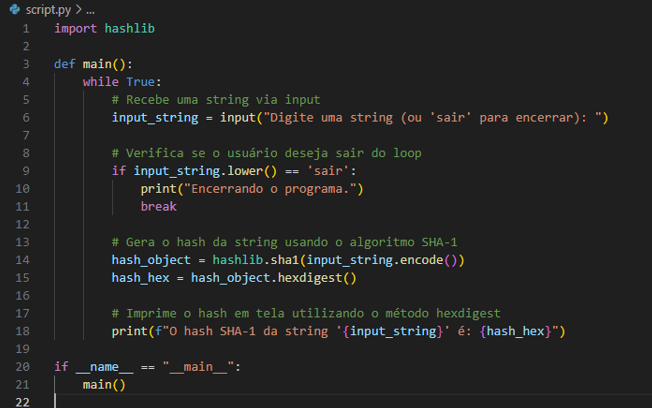 script.py > ...
1 import hashlib
2
3 def main():
4     while True:
5         # Recebe uma string via input
6         input_string = input("Digite uma string (ou 'sair' para encerrar): ")
7
8         # Verifica se o usuário deseja sair do loop
9         if input_string.lower() == 'sair':
10             print("Encerrando o programa.")
11             break
12
13         # Gera o hash da string usando o algoritmo SHA-1
14         hash_object = hashlib.sha1(input_string.encode())
15         hash_hex = hash_object.hexdigest()
16
17         # Imprime o hash em tela utilizando o método hexdigest
18         print(f"O hash SHA-1 da string '{input_string}' é: {hash_hex}")
19
20 if __name__ == "__main__":
21     main()
22